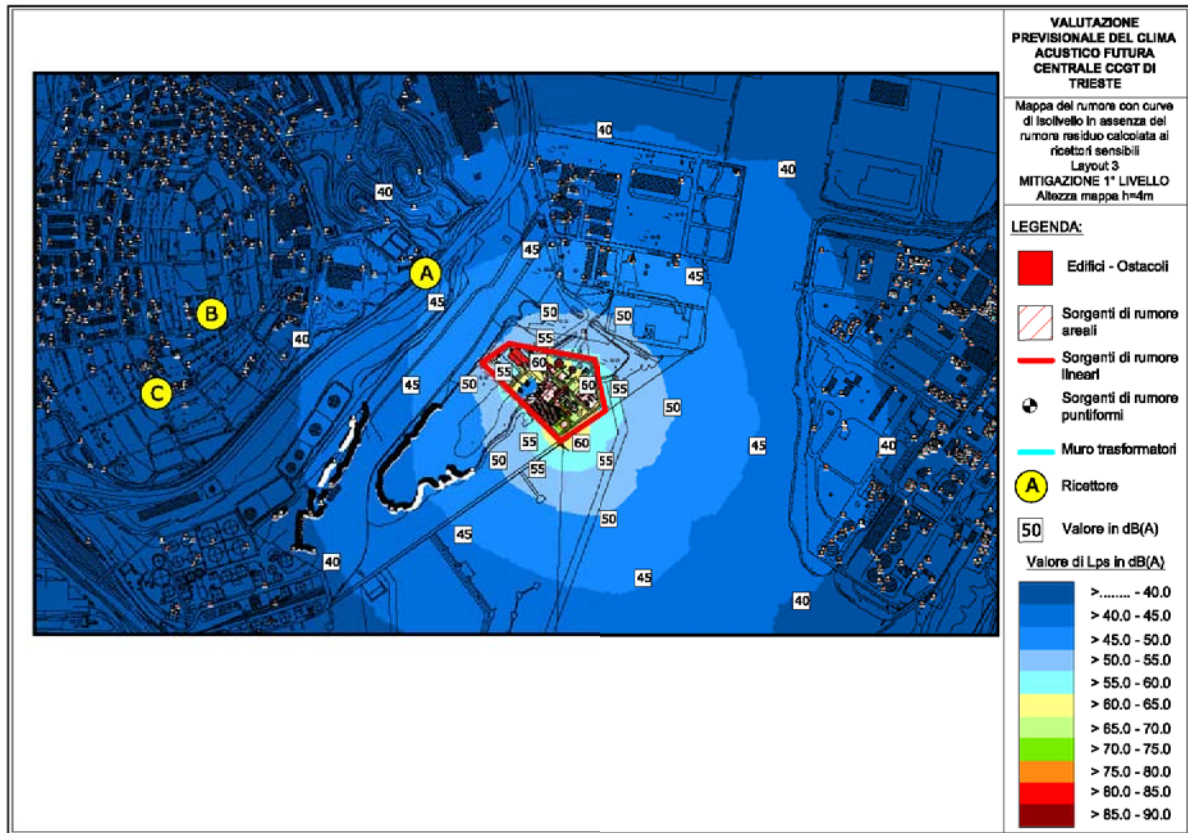 VALUTAZIONE
PREVISIONALE DEL CLIMA
ACUSTICO FUTURA
CENTRALE CCGT DI
TRIESTE
Mappa del rumore con curve
di isolivello in assenza del
rumore residuo calcolata ai
ricettori sensibili
Layout 3
MITIGAZIONE 1° LIVELLO
Altezza mappa h=4m
LEGENDA:
Edifici - Ostacoli
Sorgenti di rumore
areali
Sorgenti di rumore
lineari
Sorgenti di rumore
puntiformi
Muro trasformatori
A
Ricettore
50
Valore in dB(A)
Valore di Lps in dB(A)
>........ - 40.0
> 40.0 - 45.0
> 45.0 - 50.0
> 50.0 - 55.0
> 55.0 - 60.0
> 60.0 - 65.0
> 65.0 - 70.0
> 70.0 - 75.0
> 75.0 - 80.0
> 80.0 - 85.0
> 85.0 - 90.0
40
40
40
45
A
45
45
B
50
50
40
55
60
55
45
50
60
55
C
50
55
60
45
40
50
55
55
50
45
40
45
40